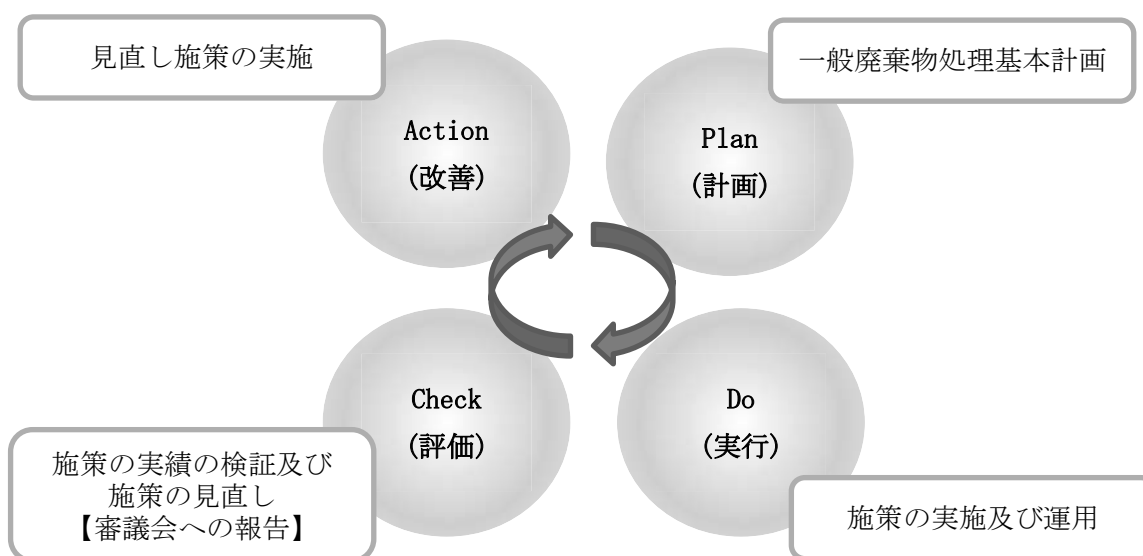 見直し施策の実施
一般廃棄物処理基本計画
Action
(改善)
Plan
(計画)
Check
(評価)
Do
(実行)
施策の実績の検証及び
施策の見直し
【審議会への報告】
施策の実施及び運用